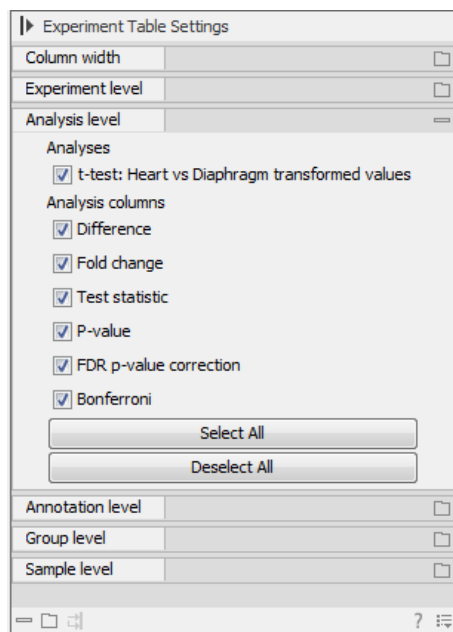 Experiment Table Settings
Column width
Experiment level
Analysis level
Analyses
t-test: Heart vs Diaphragm transformed values
Analysis columns
Difference
Fold change
Test statistic
P-value
FDR p-value correction
Bonferroni
Select All
Deselect All
Annotation level
Group level
Sample level
?